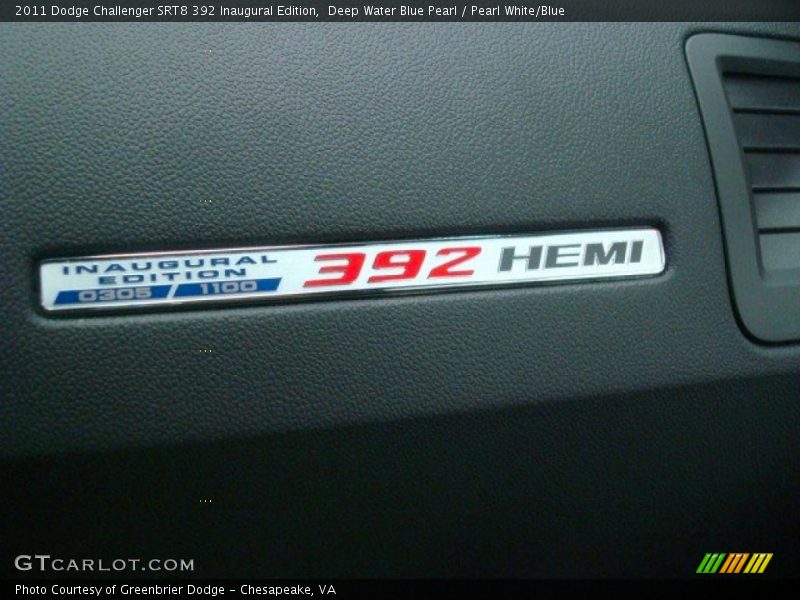 2011 Dodge Challenger SRT8 392 Inaugural Edition,  Deep Water Blue Pearl / Pearl White/Blue
INAUGURAL
EDITION
0305 / 1100
392 HEMI
GTCARLOT.COM
Photo Courtesy of Greenbrier Dodge – Chesapeake, VA